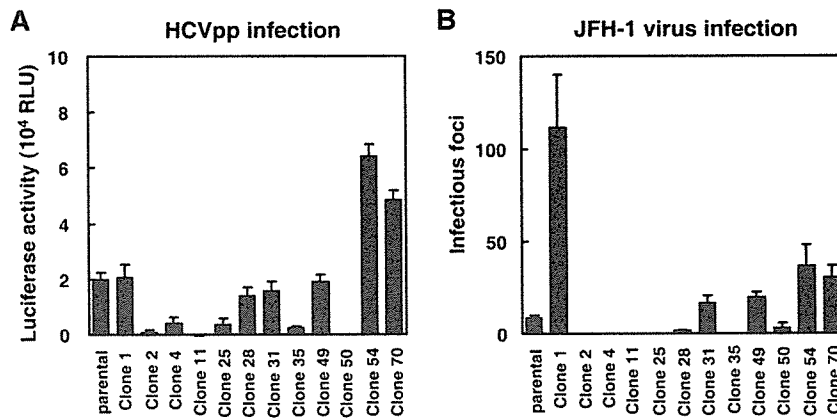 A
HCVpp infection
Luciferase activity (10⁴ RLU)
10
8
6
4
2
0
parental
Clone 1
Clone 2
Clone 4
Clone 11
Clone 25
Clone 28
Clone 31
Clone 35
Clone 49
Clone 50
Clone 54
Clone 70
B
JFH-1 virus infection
Infectious foci
150
100
50
0
parental
Clone 1
Clone 2
Clone 4
Clone 11
Clone 25
Clone 28
Clone 31
Clone 35
Clone 49
Clone 50
Clone 54
Clone 70